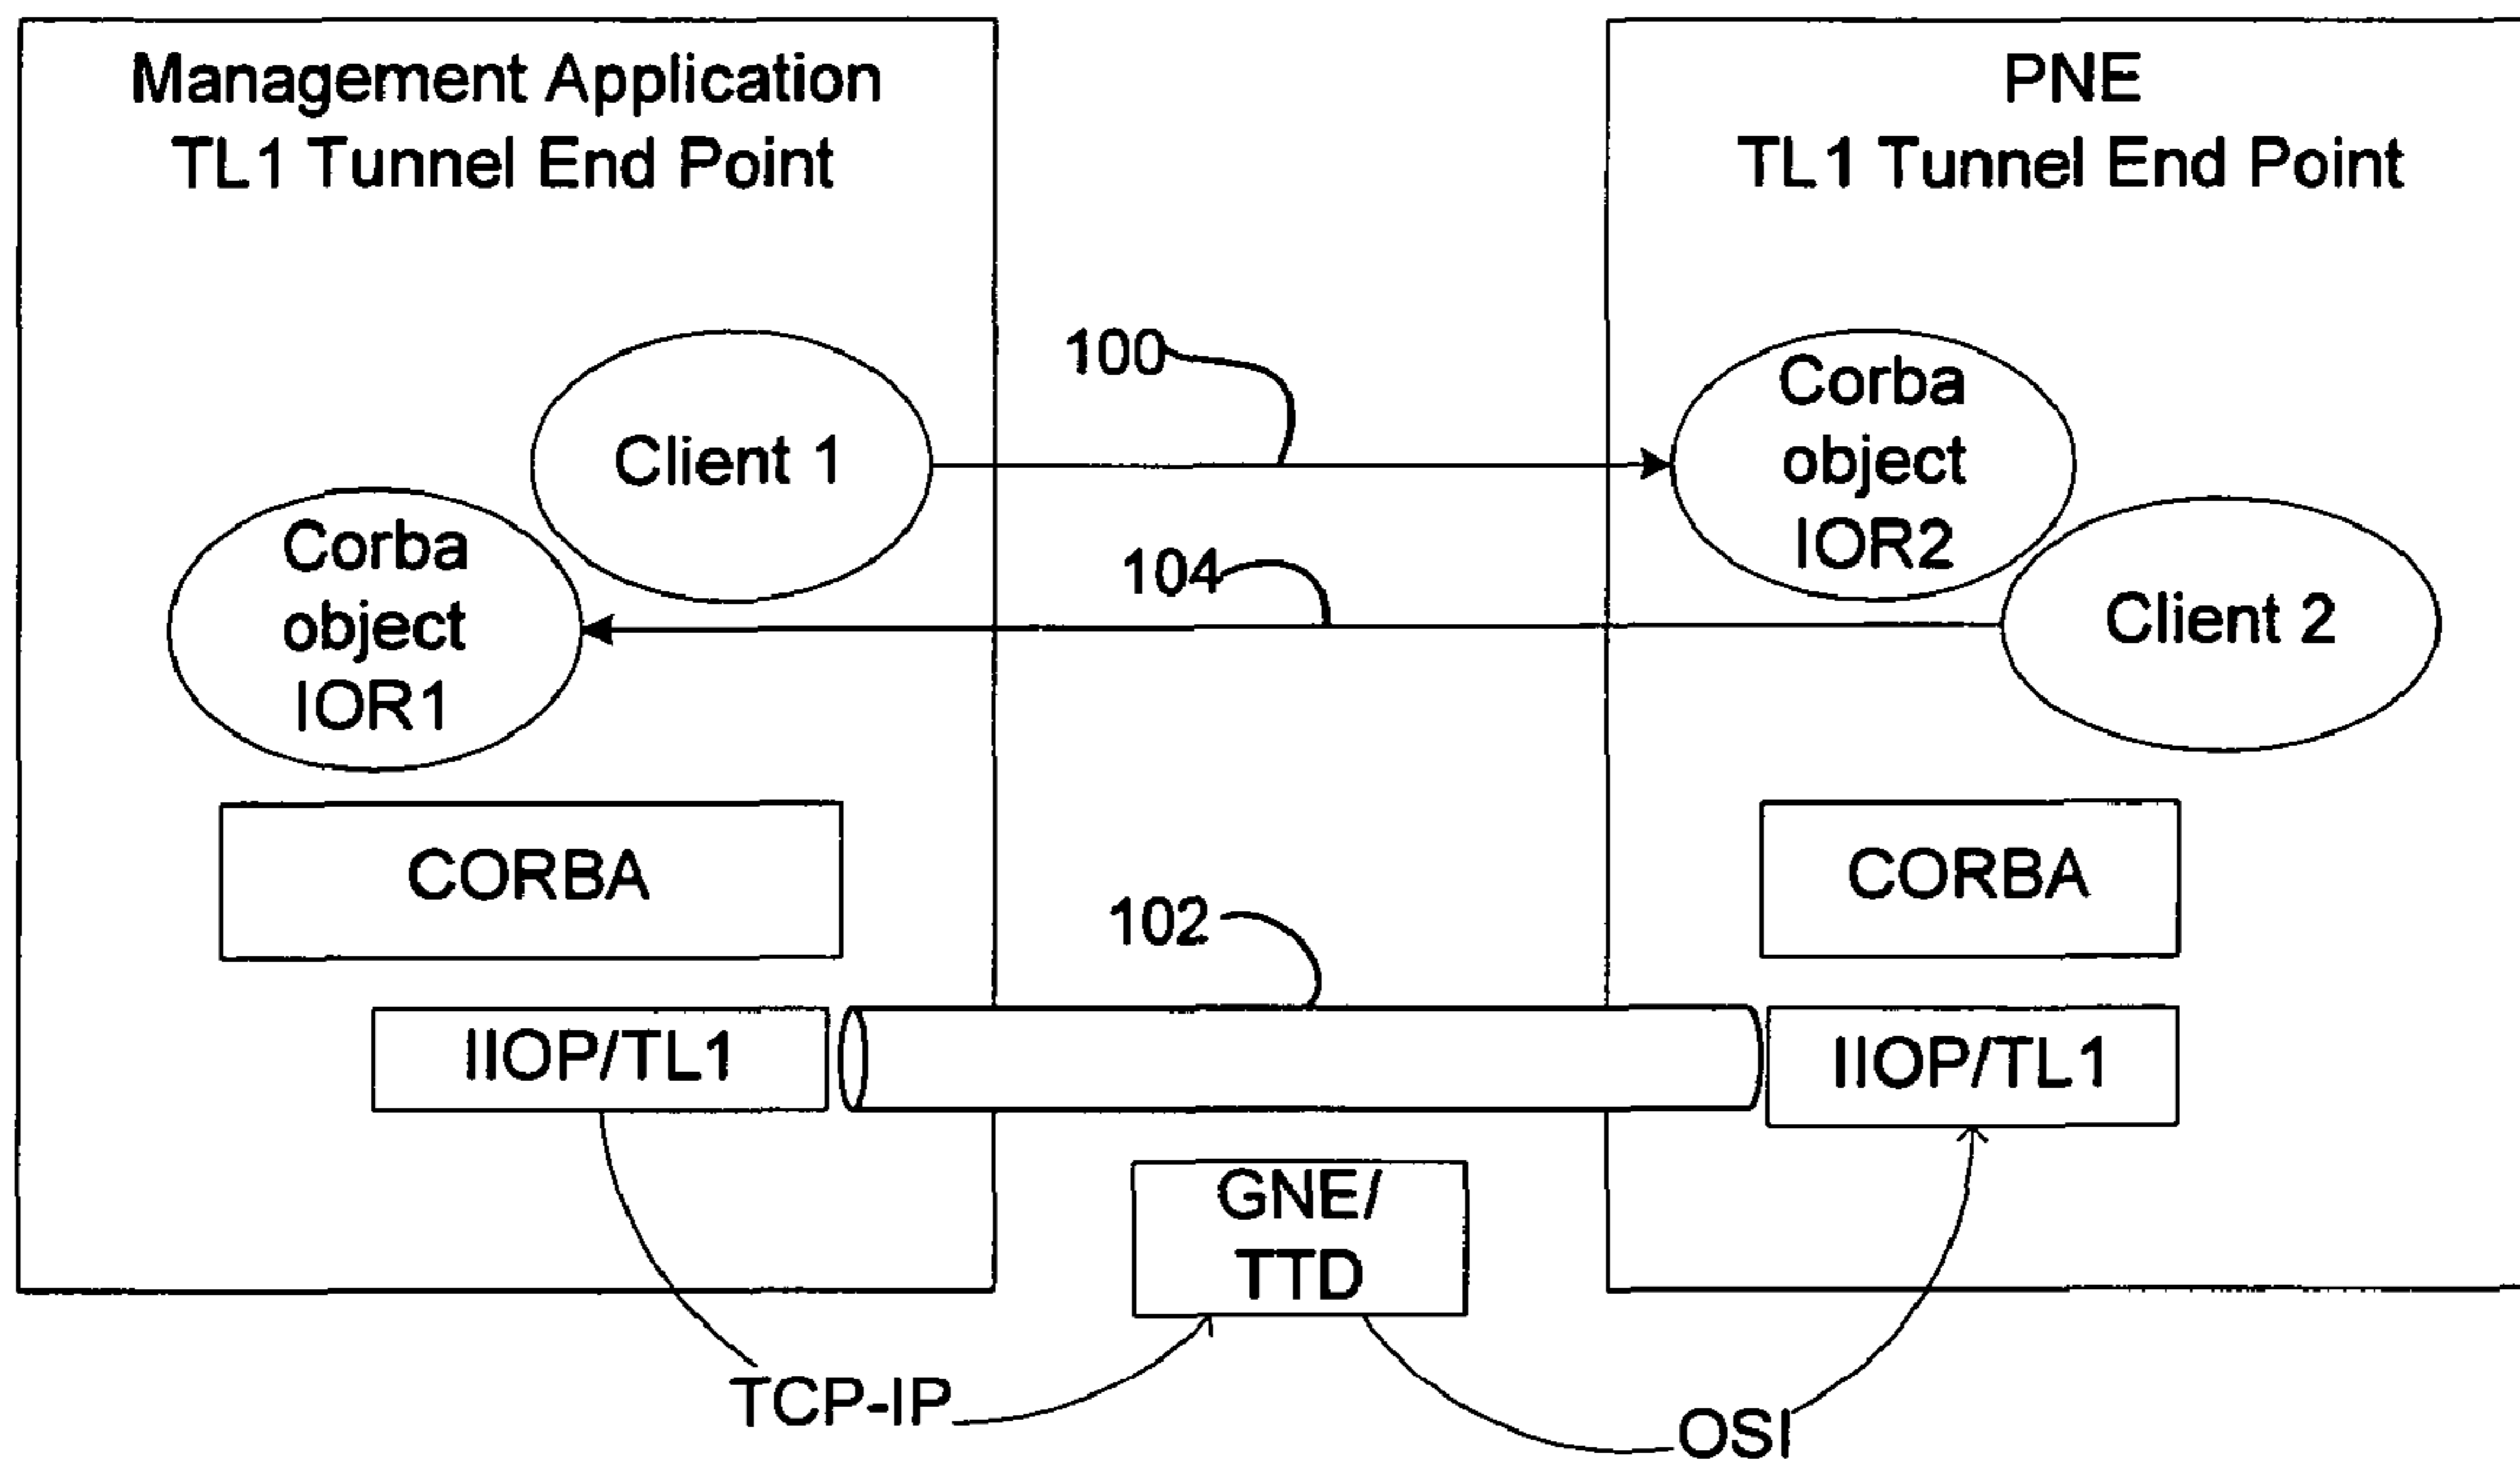 Management Application
TL1 Tunnel End Point
PNE
TL1 Tunnel End Point
100
Client 1
Corba
object
IOR2
104
Corba
object
IOR1
Client 2
CORBA
CORBA
102
IIOP/TL1
IIOP/TL1
GNE/
TTD
TCP-IP
OSI